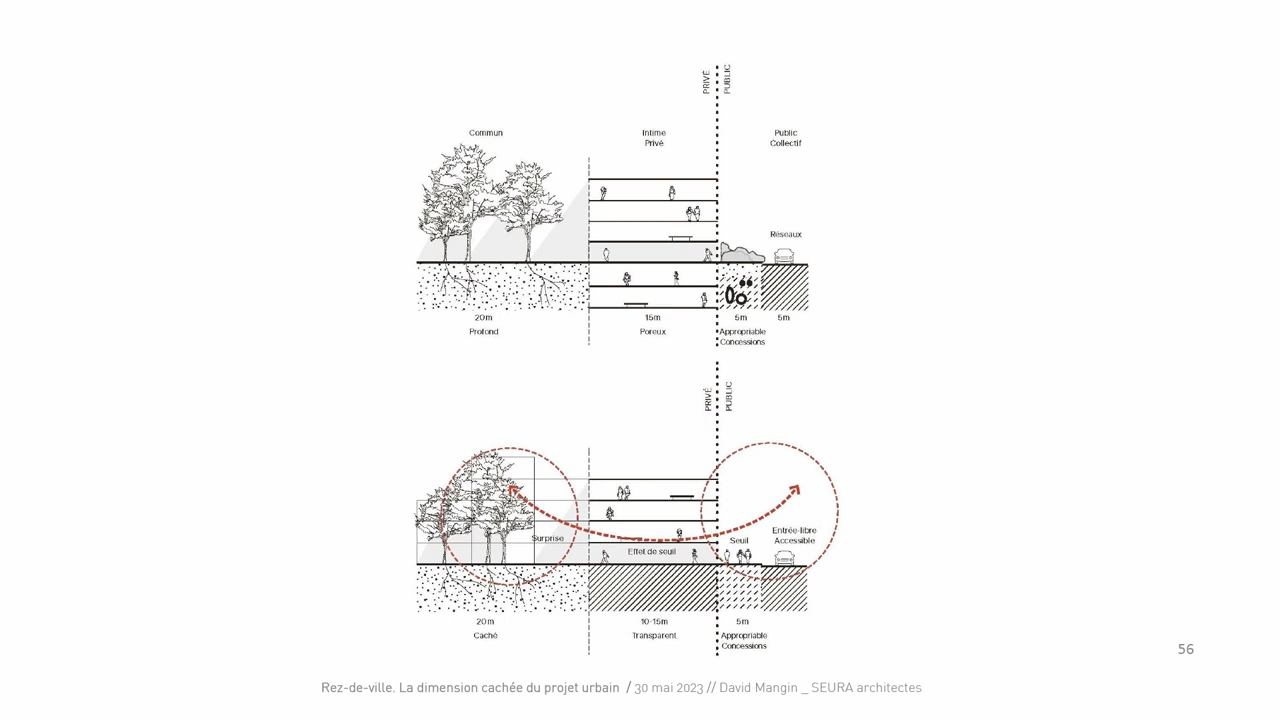 PRIVÉ
PUBLIC
Commun
Intime
Privé
Public
Collectif
Réseaux
20m
15m
5m
5m
Profond
Poreux
Appropriable
Concessions
PRIVÉ
PUBLIC
Surprise
Effet de seuil
Seuil
Entrée-libre
Accessible
20m
10-15m
5m
Caché
Transparent
Appropriable
Concessions
56
Rez-de-ville. La dimension cachée du projet urbain / 30 mai 2023 // David Mangin _ SEURA architectes